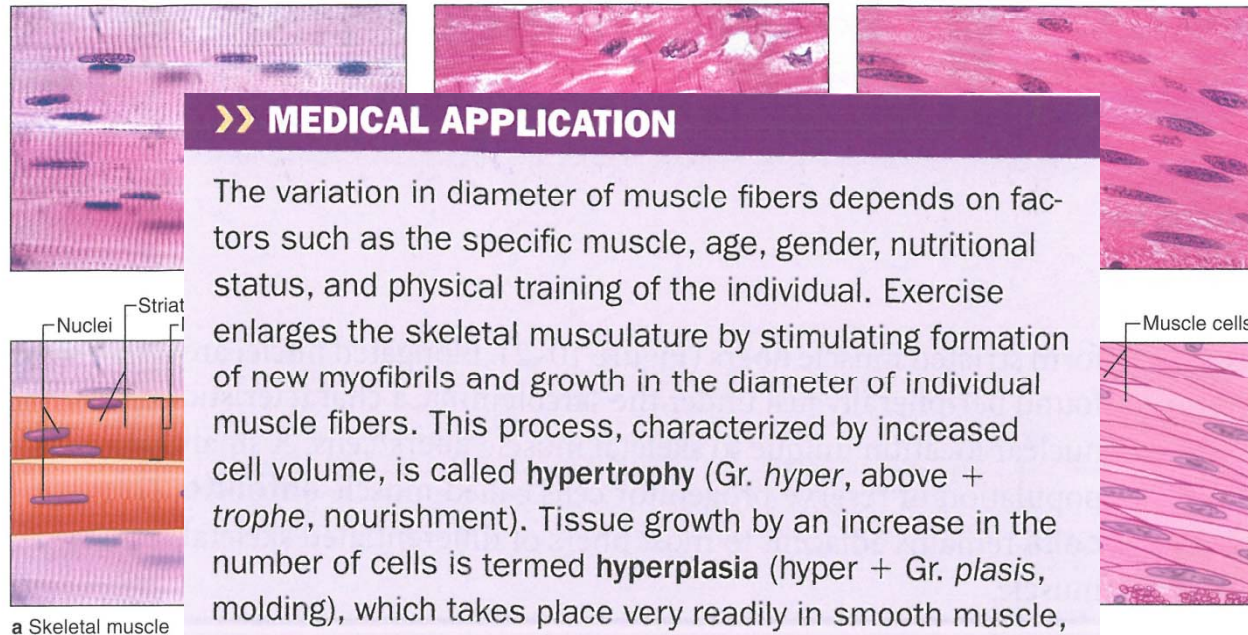 >> MEDICAL APPLICATION
The variation in diameter of muscle fibers depends on fac-
tors such as the specific muscle, age, gender, nutritional
status, and physical training of the individual. Exercise
enlarges the skeletal musculature by stimulating formation
of new myofibrils and growth in the diameter of individual
muscle fibers. This process, characterized by increased
cell volume, is called hypertrophy (Gr. hyper, above +
trophe, nourishment). Tissue growth by an increase in the
number of cells is termed hyperplasia (hyper + Gr. plasis,
molding), which takes place very readily in smooth muscle,
Nuclei
Muscle cells
a Skeletal muscle